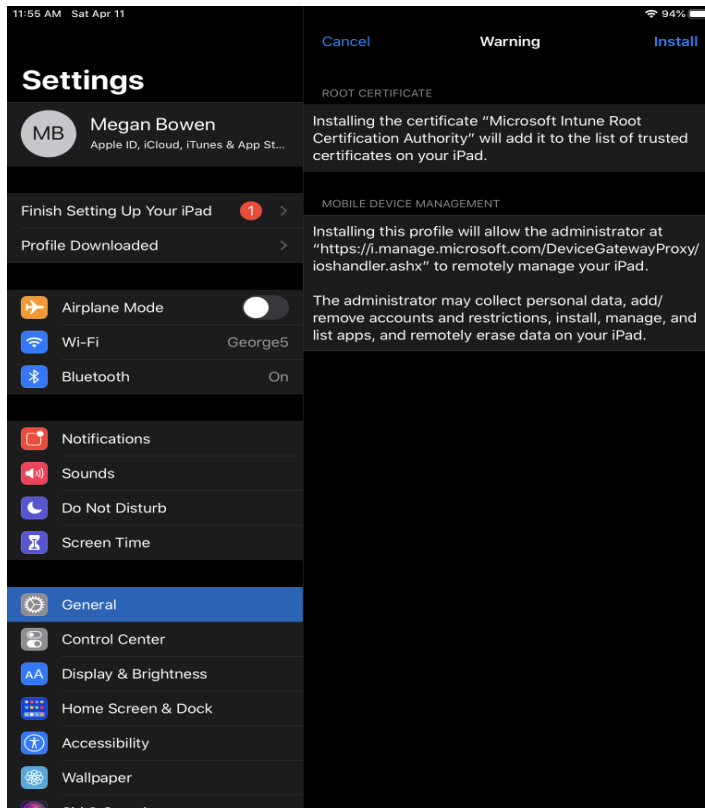 11:55 AM Sat Apr 11
94%
Settings
MB
Megan Bowen
Apple ID, iCloud, iTunes & App St...
Finish Setting Up Your iPad
1
Profile Downloaded
Airplane Mode
Wi-Fi
George5
Bluetooth
On
Notifications
Sounds
Do Not Disturb
Screen Time
General
Control Center
AA
Display & Brightness
Home Screen & Dock
Accessibility
Wallpaper
Cancel
Warning
Install
ROOT CERTIFICATE
Installing the certificate “Microsoft Intune Root
Certification Authority” will add it to the list of trusted
certificates on your iPad.
MOBILE DEVICE MANAGEMENT
Installing this profile will allow the administrator at
“https://i.manage.microsoft.com/DeviceGatewayProxy/
ioshandler.ashx” to remotely manage your iPad.
The administrator may collect personal data, add/
remove accounts and restrictions, install, manage, and
list apps, and remotely erase data on your iPad.